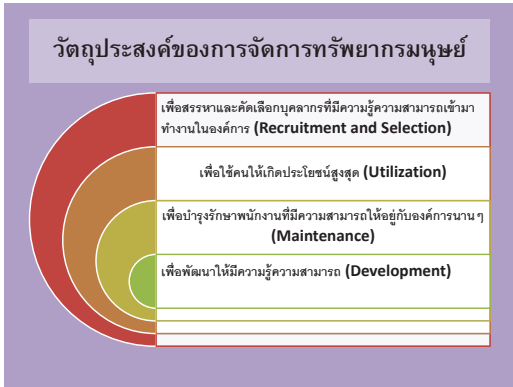 วัตถุประสงค์ของการจัดการทรัพยากรมนุษย์
เพื่อสรรหาและคัดเลือกบุคลากรที่มีความรู้ความสามารถเข้ามา
ทำงานในองค์การ (Recruitment and Selection)
เพื่อใช้คนให้เกิดประโยชน์สูงสุด (Utilization)
เพื่อบำรุงรักษาพนักงานที่มีความสามารถให้อยู่กับองค์การนาน ๆ
(Maintenance)
เพื่อพัฒนาให้มีความรู้ความสามารถ (Development)